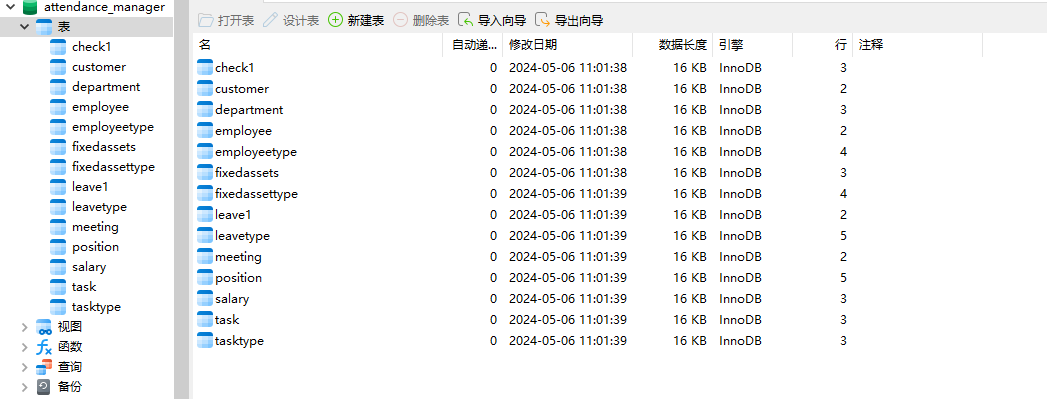 attendance_manager
表
check1
customer
department
employee
employeetype
fixedassets
fixedassettype
leave1
leavetype
meeting
position
salary
task
tasktype
视图
函数
查询
备份
打开表 设计表 新建表 删除表 导入向导 导出向导
名 自动递... 修改日期 数据长度 引擎 行 注释
check1 0 2024-05-06 11:01:38 16 KB InnoDB 3
customer 0 2024-05-06 11:01:38 16 KB InnoDB 2
department 0 2024-05-06 11:01:38 16 KB InnoDB 3
employee 0 2024-05-06 11:01:38 16 KB InnoDB 2
employeetype 0 2024-05-06 11:01:38 16 KB InnoDB 4
fixedassets 0 2024-05-06 11:01:38 16 KB InnoDB 3
fixedassettype 0 2024-05-06 11:01:39 16 KB InnoDB 4
leave1 0 2024-05-06 11:01:39 16 KB InnoDB 2
leavetype 0 2024-05-06 11:01:39 16 KB InnoDB 5
meeting 0 2024-05-06 11:01:39 16 KB InnoDB 2
position 0 2024-05-06 11:01:39 16 KB InnoDB 5
salary 0 2024-05-06 11:01:39 16 KB InnoDB 3
task 0 2024-05-06 11:01:39 16 KB InnoDB 3
tasktype 0 2024-05-06 11:01:39 16 KB InnoDB 3